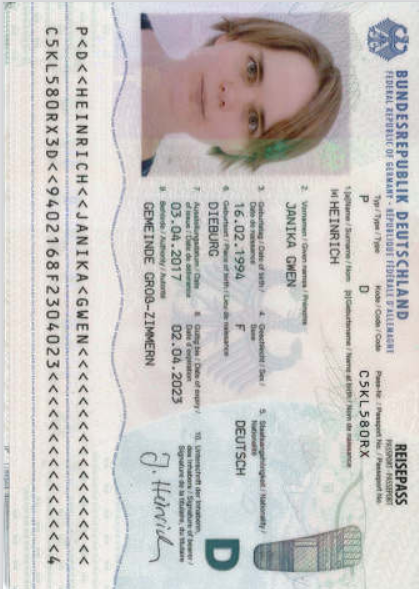 BUNDESREPUBLIK DEUTSCHLAND
FEDERAL REPUBLIC OF GERMANY · RÉPUBLIQUE FÉDÉRALE D'ALLEMAGNE
REISEPASS
PASSPORT · PASSEPORT
Typ / Type / Type Kode / Code / Code Pass-Nr. / Passport No. / Passeport No
P D C5KL580RX
1. [a]Name / Surname / Nom [b]Geburtsname / Name at birth / Nom de naissance
HEINRICH
2. Vornamen / Given names / Prénoms
JANIKA GWEN
3. Geburtstag / Date of birth / Date de naissance 4. Geschlecht / Sex / Sexe 5. Staatsangehörigkeit / Nationality / Nationalité
16.02.1994 F DEUTSCH
6. Geburtsort / Place of birth / Lieu de naissance
DIEBURG
7. Ausstellungsdatum / Date of issue / Date de délivrance 8. Gültig bis / Date of expiry / Date d'expiration
03.04.2017 02.04.2023
9. Behörde / Authority / Autorité
GEMEINDE GROß-ZIMMERN
10. Unterschrift der Inhaberin, des Inhabers / Signature of bearer / Signature de la titulaire, du titulaire
J. Heinrich
D
P<D<<HEINRICH<<JANIKA<GWEN<<<<<<<<<<<<<<<<<<
C5KL580RX3D<<9402168F2304023<<<<<<<<<<<<<<<4